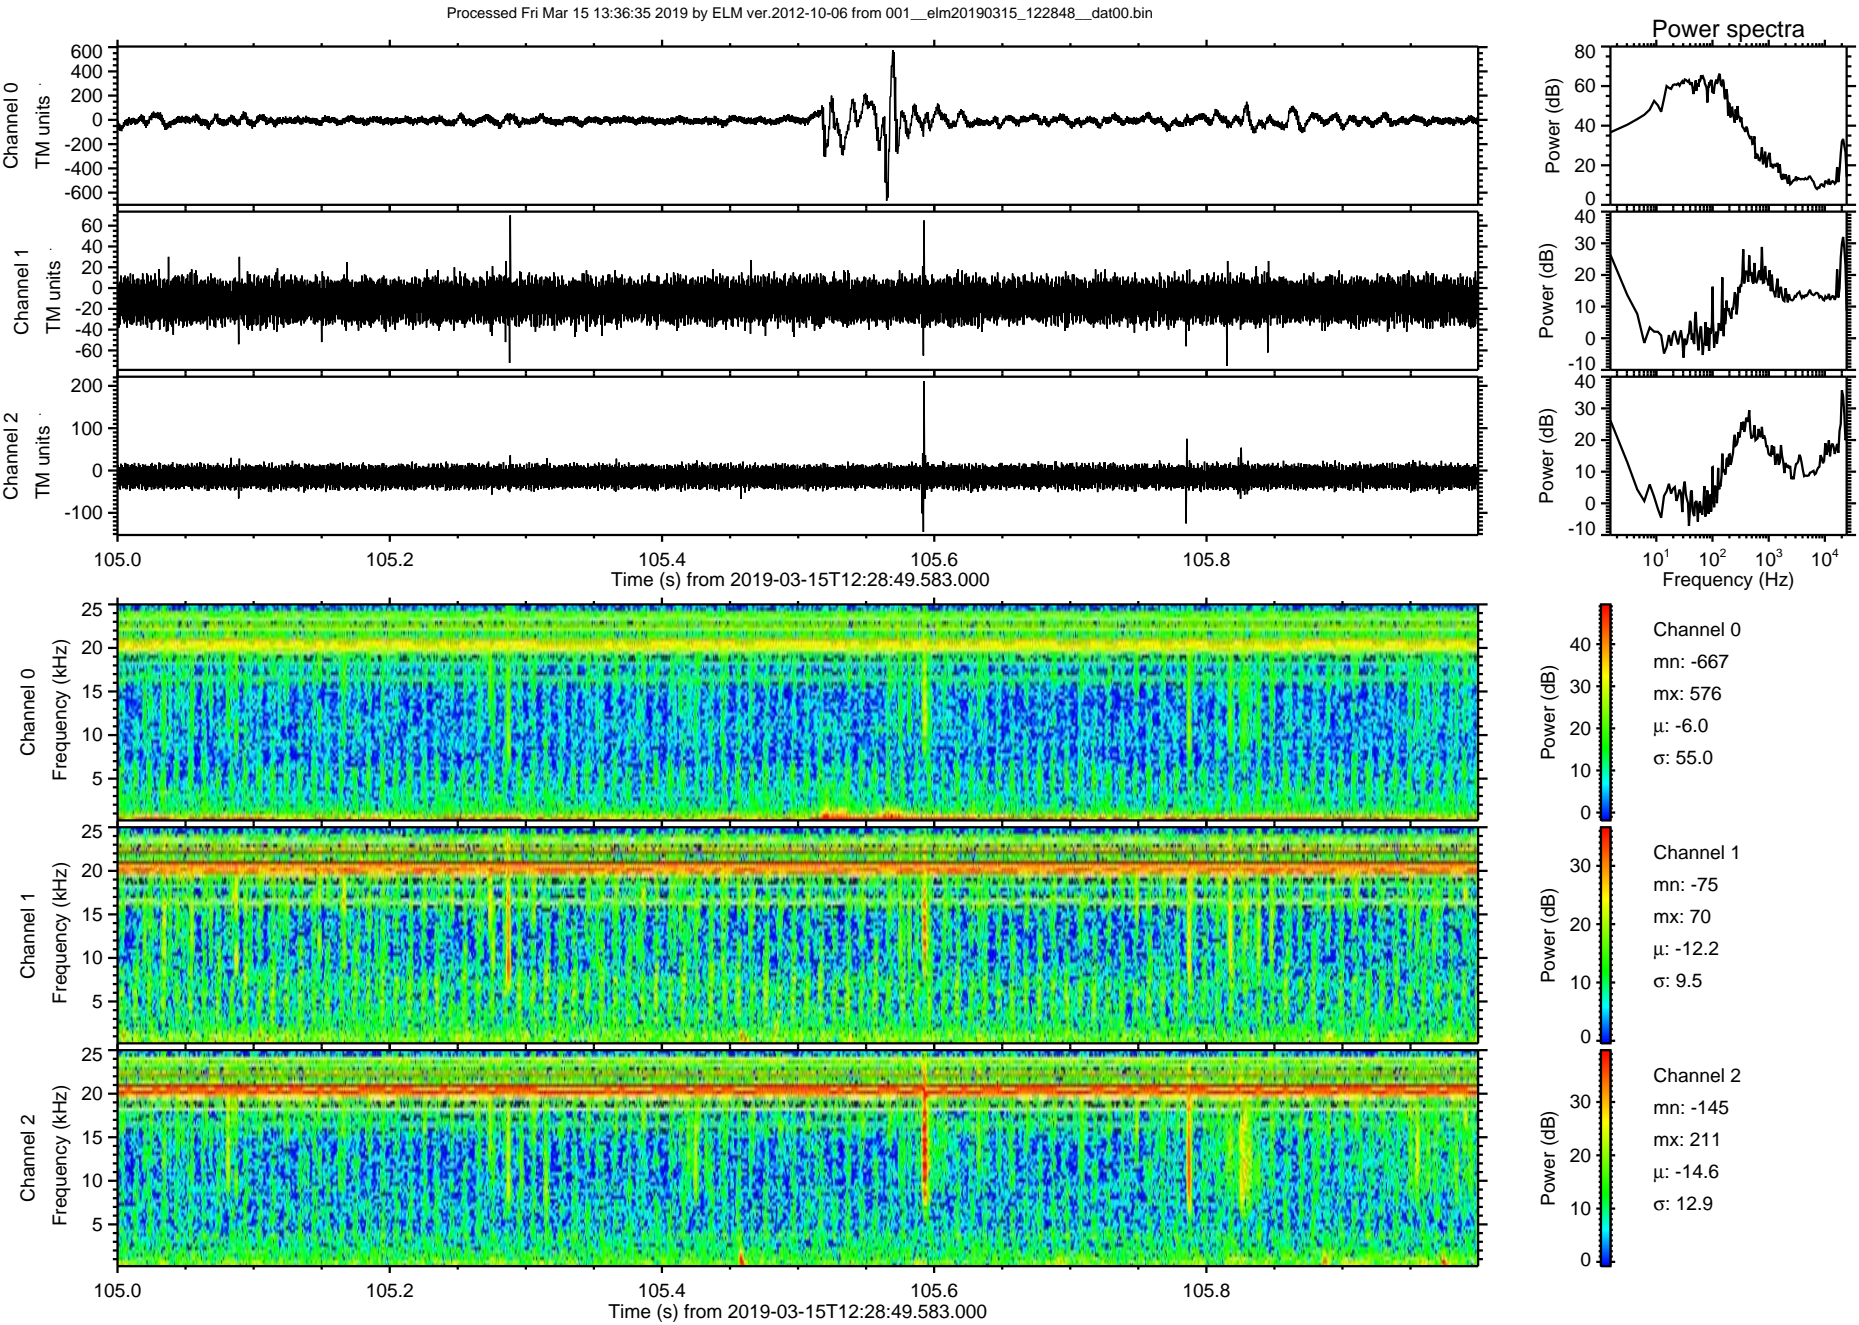 Processed Fri Mar 15 13:36:35 2019 by ELM ver.2012-10-06 from 001__elm20190315_122848__dat00.bin
Power spectra
Channel 0
TM units
600
400
200
0
-200
-400
-600
Power (dB)
80
60
40
20
0
Channel 1
TM units
60
40
20
0
-20
-40
-60
Power (dB)
40
30
20
10
0
-10
Channel 2
TM units
200
100
0
-100
Power (dB)
40
30
20
10
0
-10
105.0 105.2 105.4 105.6 105.8
Time (s) from 2019-03-15T12:28:49.583.000
10¹ 10² 10³ 10⁴
Frequency (Hz)
Channel 0
Frequency (kHz)
25
20
15
10
5
Power (dB)
40
30
20
10
0
Channel 0
mn: -667
mx: 576
μ: -6.0
σ: 55.0
Channel 1
Frequency (kHz)
25
20
15
10
5
Power (dB)
30
20
10
0
Channel 1
mn: -75
mx: 70
μ: -12.2
σ: 9.5
Channel 2
Frequency (kHz)
25
20
15
10
5
Power (dB)
30
20
10
0
Channel 2
mn: -145
mx: 211
μ: -14.6
σ: 12.9
105.0 105.2 105.4 105.6 105.8
Time (s) from 2019-03-15T12:28:49.583.000